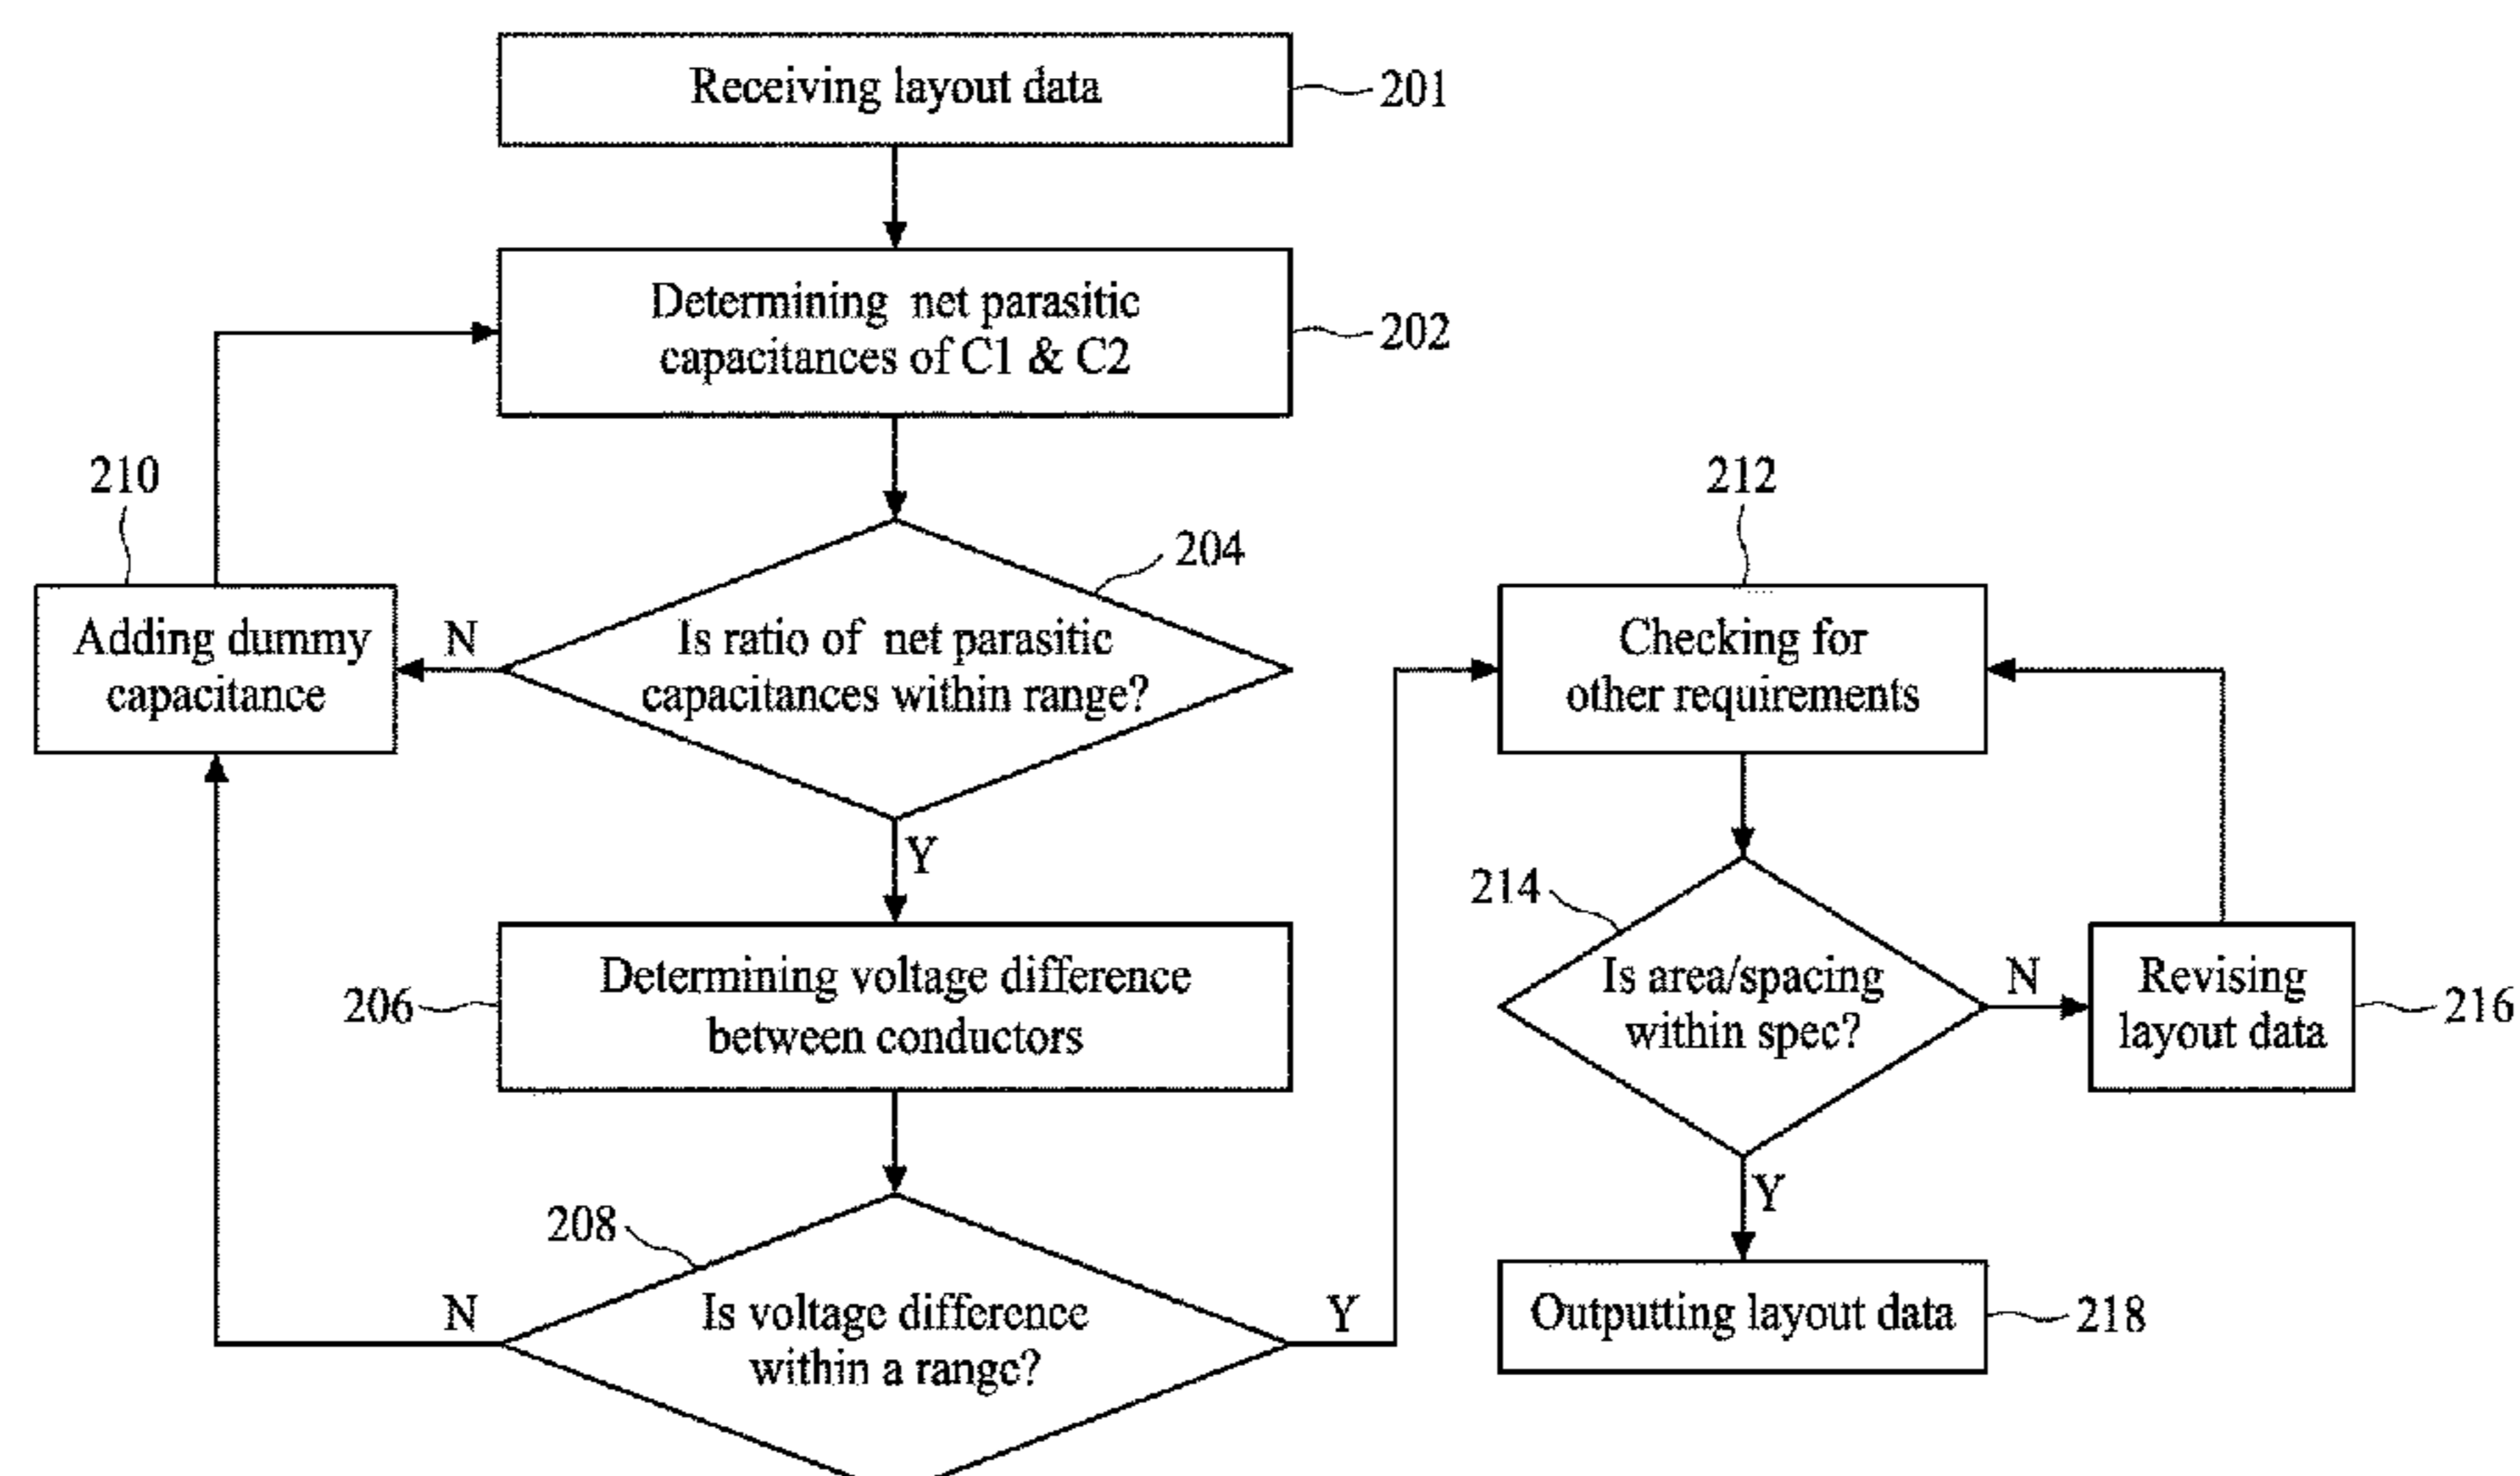 Receiving layout data
201
Determining net parasitic
capacitances of C1 & C2
202
210
Adding dummy
capacitance
N
204
Is ratio of net parasitic
capacitances within range?
Y
206
Determining voltage difference
between conductors
208
N
Is voltage difference
within a range?
Y
212
Checking for
other requirements
214
Is area/spacing
within spec?
N
Revising
layout data
216
Y
Outputting layout data
218